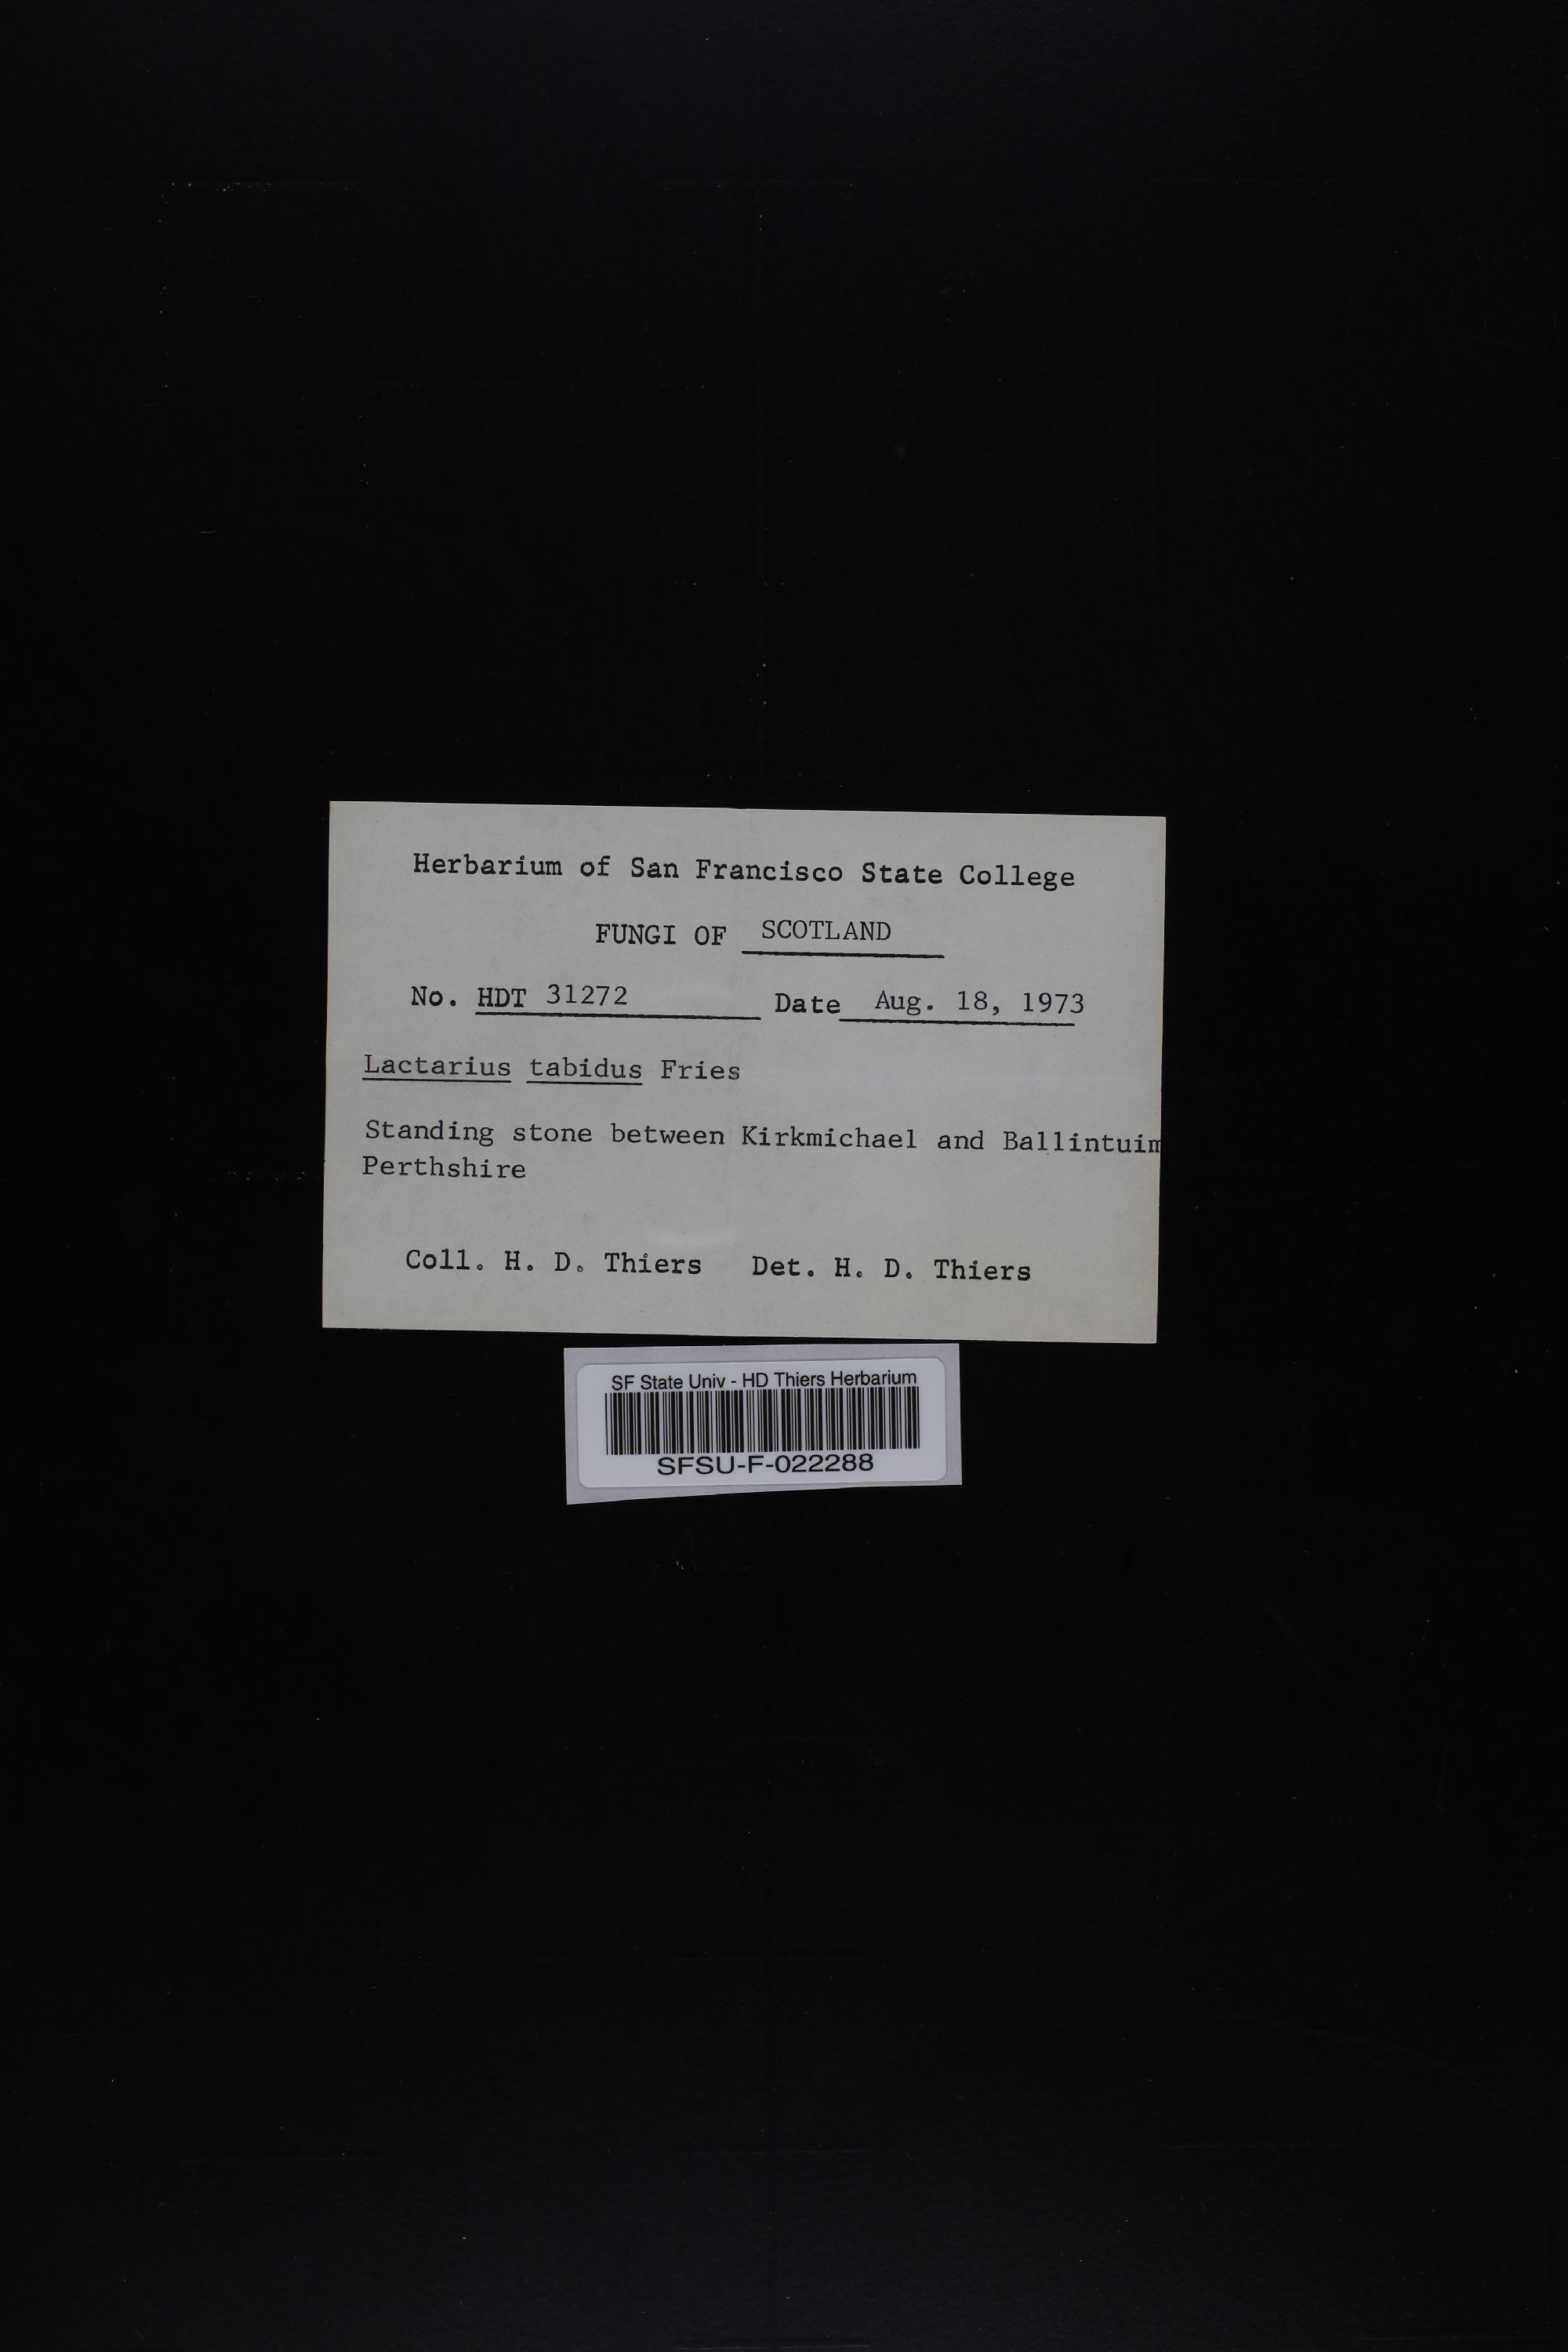 Herbarium of San Francisco State College
FUNGI OF SCOTLAND
No. HDT 31272 Date Aug. 18, 1973
Lactarius tabidus Fries
Standing stone between Kirkmichael and Ballintuim
Perthshire
Coll. H. D. Thiers Det. H. D. Thiers
SF State Univ - HD Thiers Herbarium
SFSU-F-022288